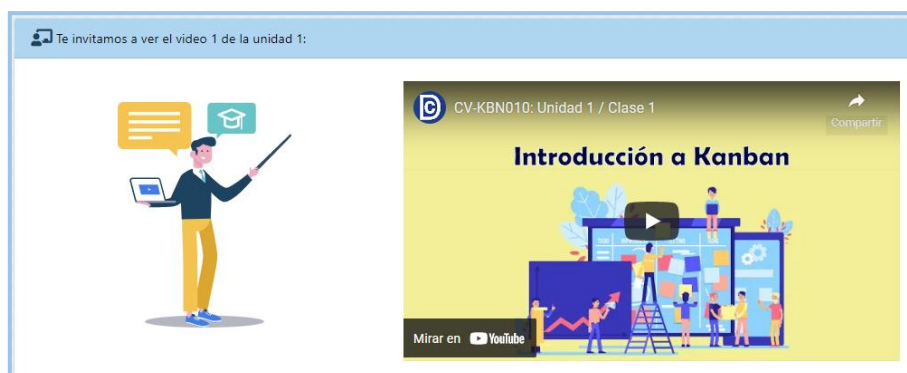 Te invitamos a ver el video 1 de la unidad 1:
CV-KBN010: Unidad 1 / Clase 1
Compartir
Introducción a Kanban
Mirar en YouTube